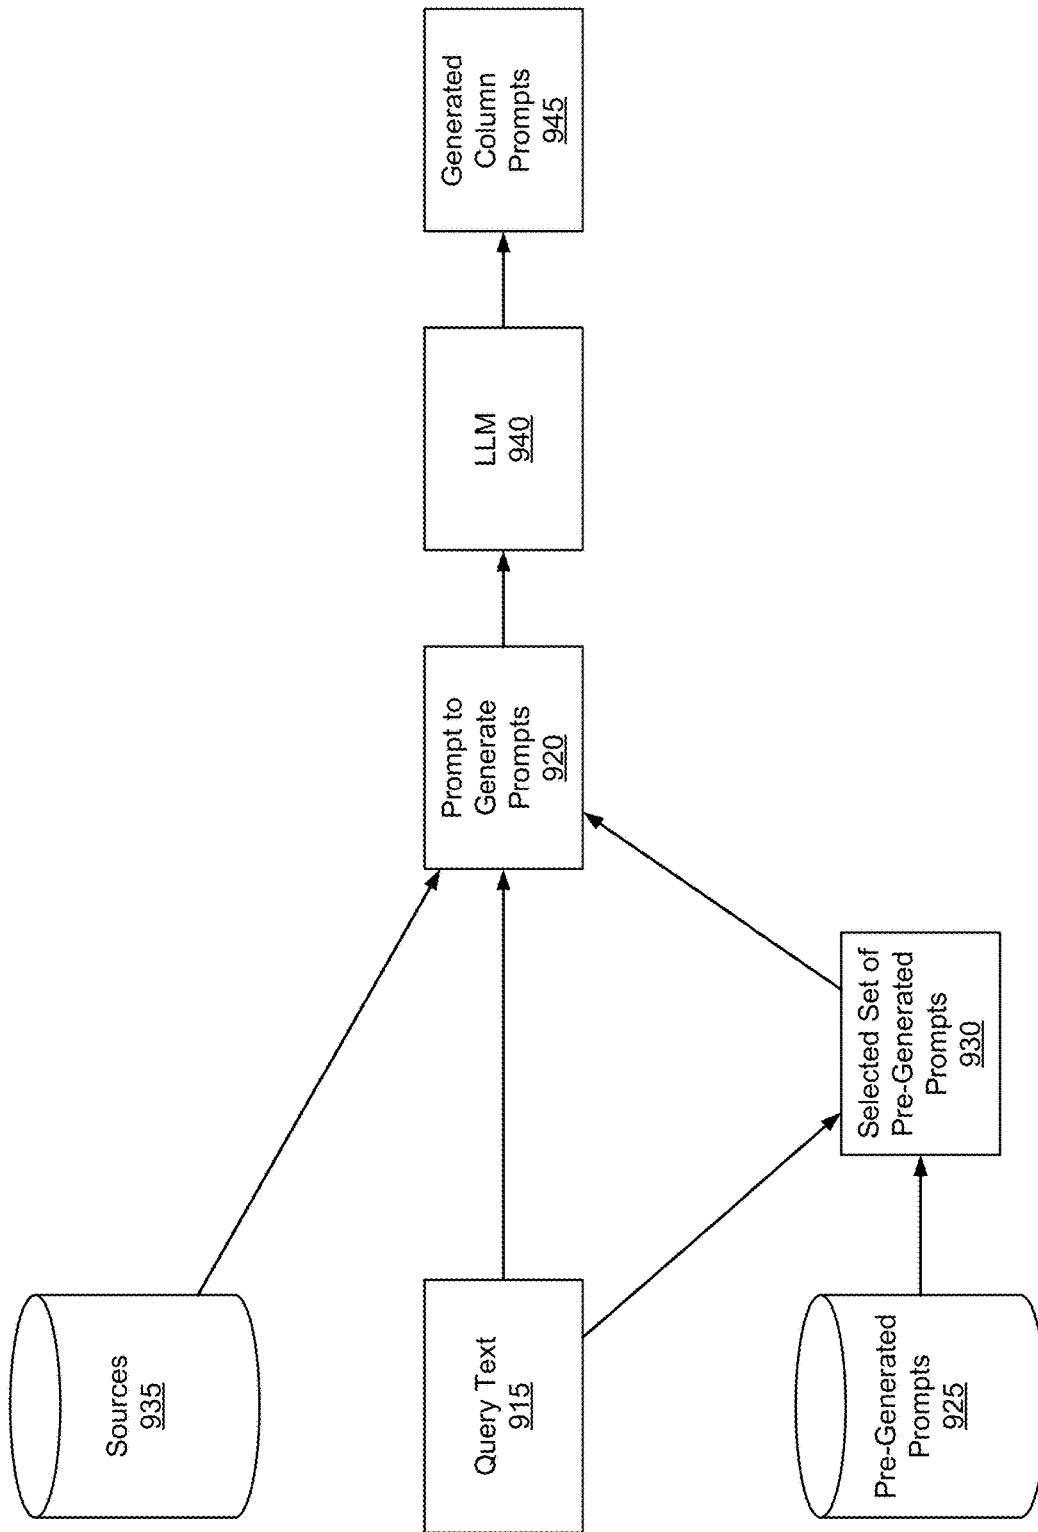 Sources
935
Query Text
915
Pre-Generated
Prompts
925
Selected Set of
Pre-Generated
Prompts
930
Prompt to
Generate
Prompts
920
LLM
940
Generated
Column
Prompts
945